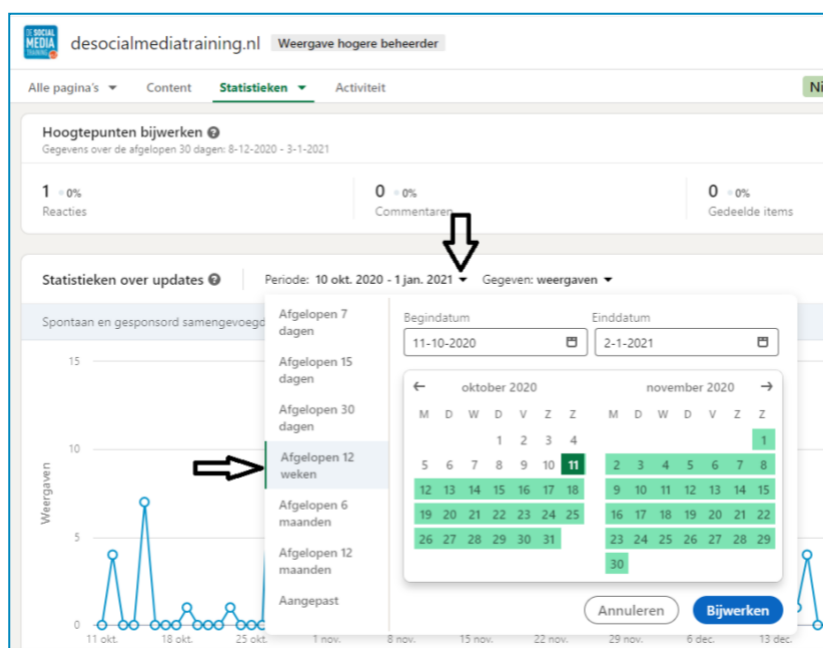 DE SOCIAL
MEDIA
TRAINING
desocialmediatraining.nl Weergave hogere beheerder
Alle pagina's Content Statistieken Activiteit
Hoogtepunten bijwerken
Gegevens over de afgelopen 30 dagen: 8-12-2020 - 3-1-2021
1 0% 0 0% 0 0%
Reacties Commentaren Gedeelde items
Statistieken over updates Periode: 10 okt. 2020 - 1 jan. 2021 Gegeven: weergaven
Spontaan en gesponsord samengevoegd
Afgelopen 7
dagen
Afgelopen 15
dagen
Afgelopen 30
dagen
Afgelopen 12
weken
Afgelopen 6
maanden
Afgelopen 12
maanden
Aangepast
Begindatum Einddatum
11-10-2020 2-1-2021
oktober 2020
M D W D V Z Z
1 2 3 4
5 6 7 8 9 10 11
12 13 14 15 16 17 18
19 20 21 22 23 24 25
26 27 28 29 30 31
november 2020
M D W D V Z Z
1
2 3 4 5 6 7 8
9 10 11 12 13 14 15
16 17 18 19 20 21 22
23 24 25 26 27 28 29
30
Annuleren Bijwerken
Weergaven
15
10
5
0
11 okt. 18 okt. 25 okt. 1 nov. 8 nov. 15 nov. 22 nov. 29 nov. 6 dec. 13 dec.